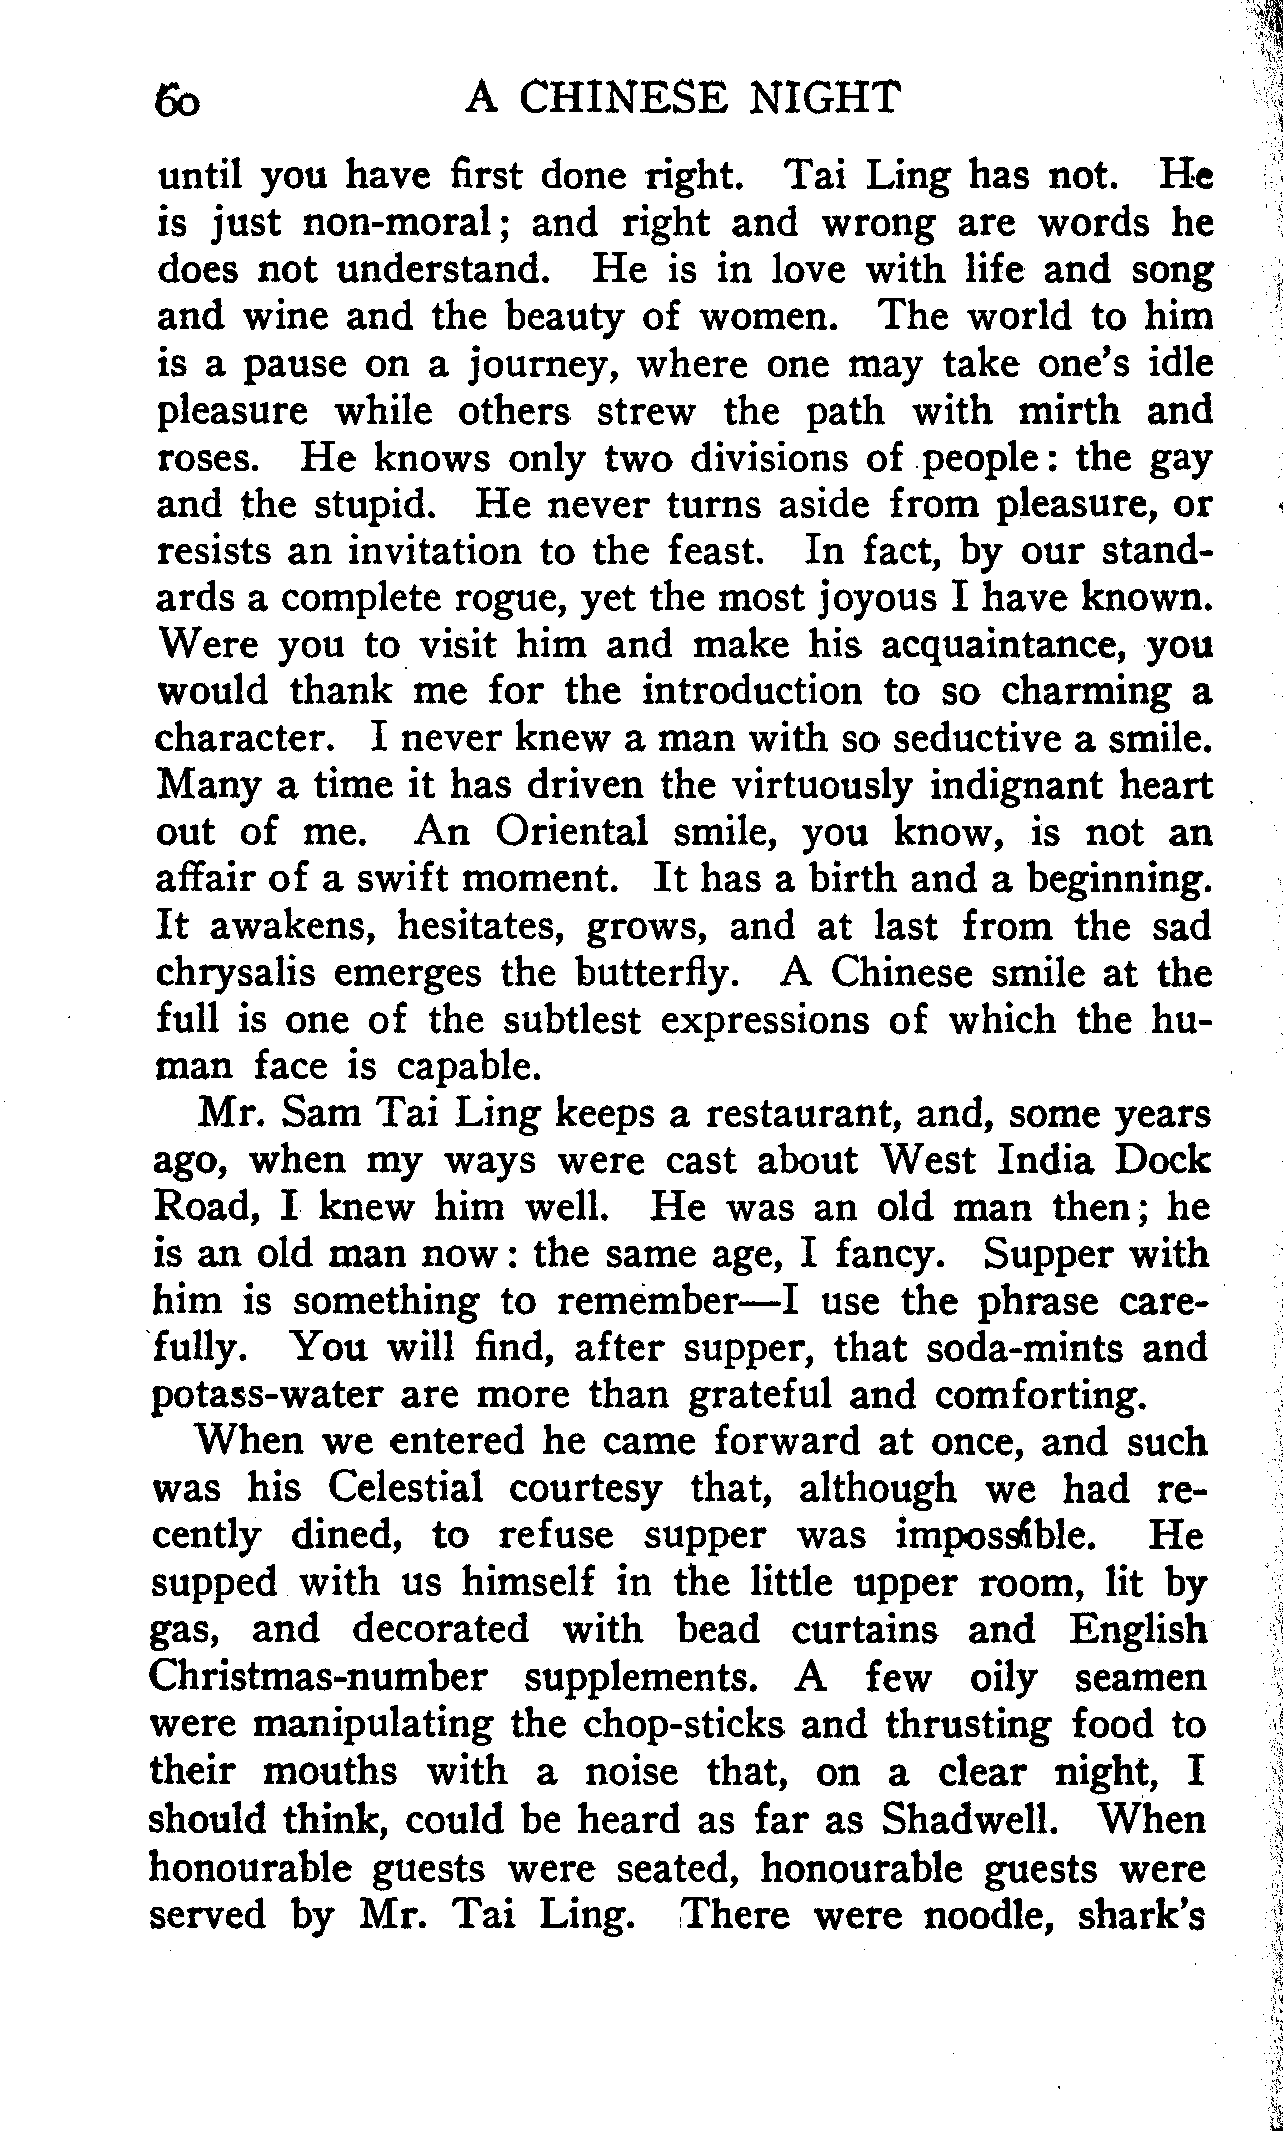 60 A CHINESE NIGHT
until you have first done right. Tai Ling has not. He
is just non-moral; and right and wrong are words he
does not understand. He is in love with life and song
and wine and the beauty of women. The world to him
is a pause on a journey, where one may take one's idle
pleasure while others strew the path with mirth and
roses. He knows only two divisions of people: the gay
and the stupid. He never turns aside from pleasure, or
resists an invitation to the feast. In fact, by our stand-
ards a complete rogue, yet the most joyous I have known.
Were you to visit him and make his acquaintance, you
would thank me for the introduction to so charming a
character. I never knew a man with so seductive a smile.
Many a time it has driven the virtuously indignant heart
out of me. An Oriental smile, you know, is not an
affair of a swift moment. It has a birth and a beginning.
It awakens, hesitates, grows, and at last from the sad
chrysalis emerges the butterfly. A Chinese smile at the
full is one of the subtlest expressions of which the hu-
man face is capable.
Mr. Sam Tai Ling keeps a restaurant, and, some years
ago, when my ways were cast about West India Dock
Road, I knew him well. He was an old man then; he
is an old man now: the same age, I fancy. Supper with
him is something to remember—I use the phrase care-
fully. You will find, after supper, that soda-mints and
potass-water are more than grateful and comforting.
When we entered he came forward at once, and such
was his Celestial courtesy that, although we had re-
cently dined, to refuse supper was impossible. He
supped with us himself in the little upper room, lit by
gas, and decorated with bead curtains and English
Christmas-number supplements. A few oily seamen
were manipulating the chop-sticks and thrusting food to
their mouths with a noise that, on a clear night, I
should think, could be heard as far as Shadwell. When
honourable guests were seated, honourable guests were
served by Mr. Tai Ling. There were noodle, shark's